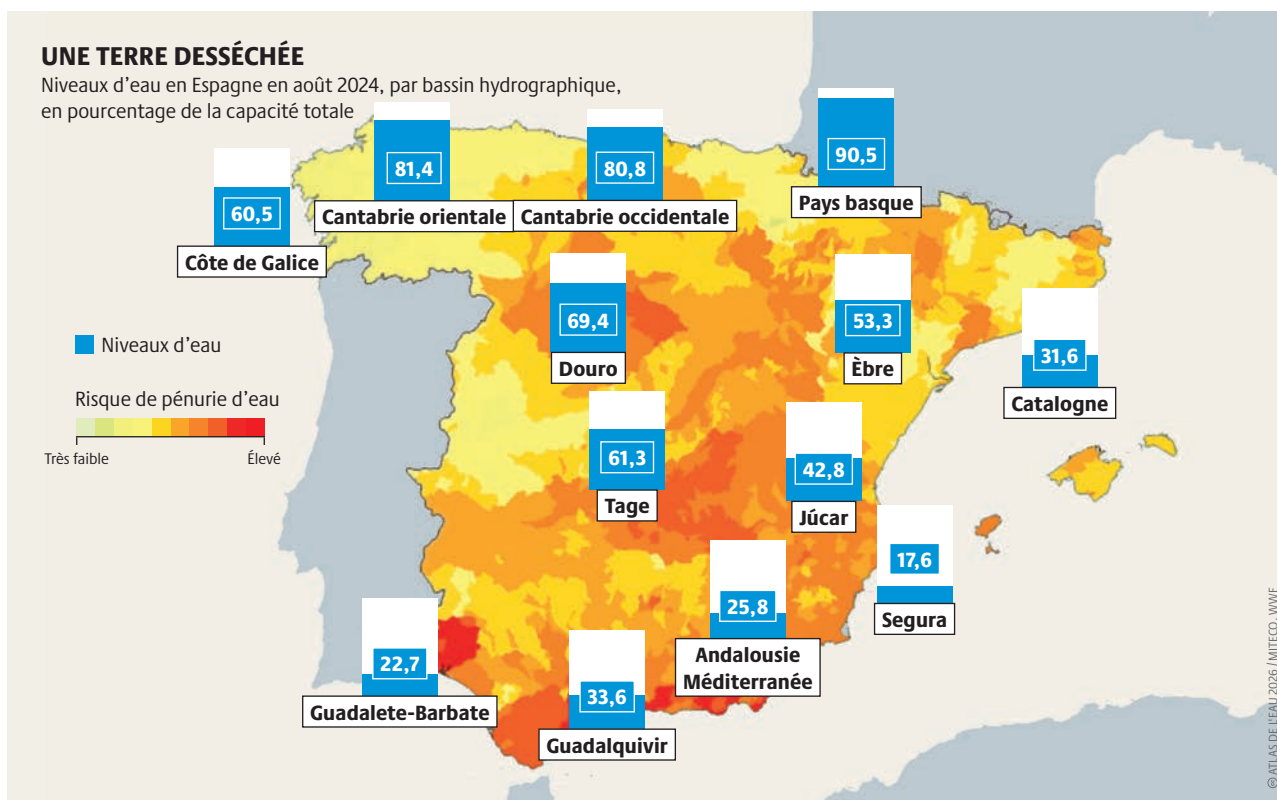 UNE TERRE DESSÉCHÉE
Niveaux d’eau en Espagne en août 2024, par bassin hydrographique,
en pourcentage de la capacité totale
60,5
Côte de Galice
81,4
Cantabrie orientale
80,8
Cantabrie occidentale
90,5
Pays basque
69,4
Douro
53,3
Èbre
31,6
Catalogne
Niveaux d’eau
Risque de pénurie d’eau
Très faible
Élevé
61,3
Tage
42,8
Júcar
17,6
Segura
25,8
Andalousie
Méditerranée
22,7
Guadalete-Barbate
33,6
Guadalquivir
© ATLAS DE L’EAU 2026 / MITECO, WWF